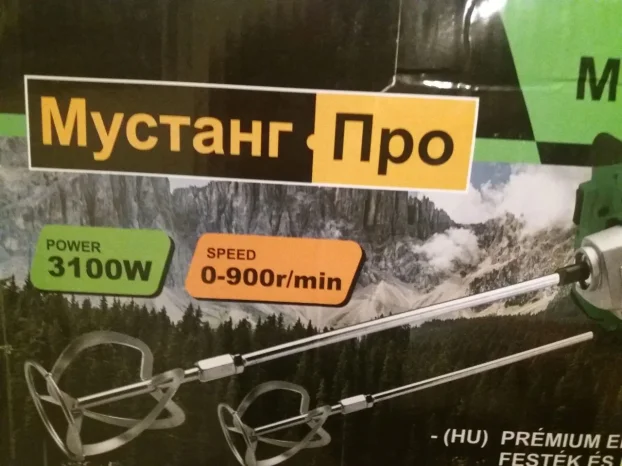 М
Мустанг.Про
POWER
3100W
SPEED
0-900r/min
- (HU) PRÉMIUM
FESTÉK ÉS